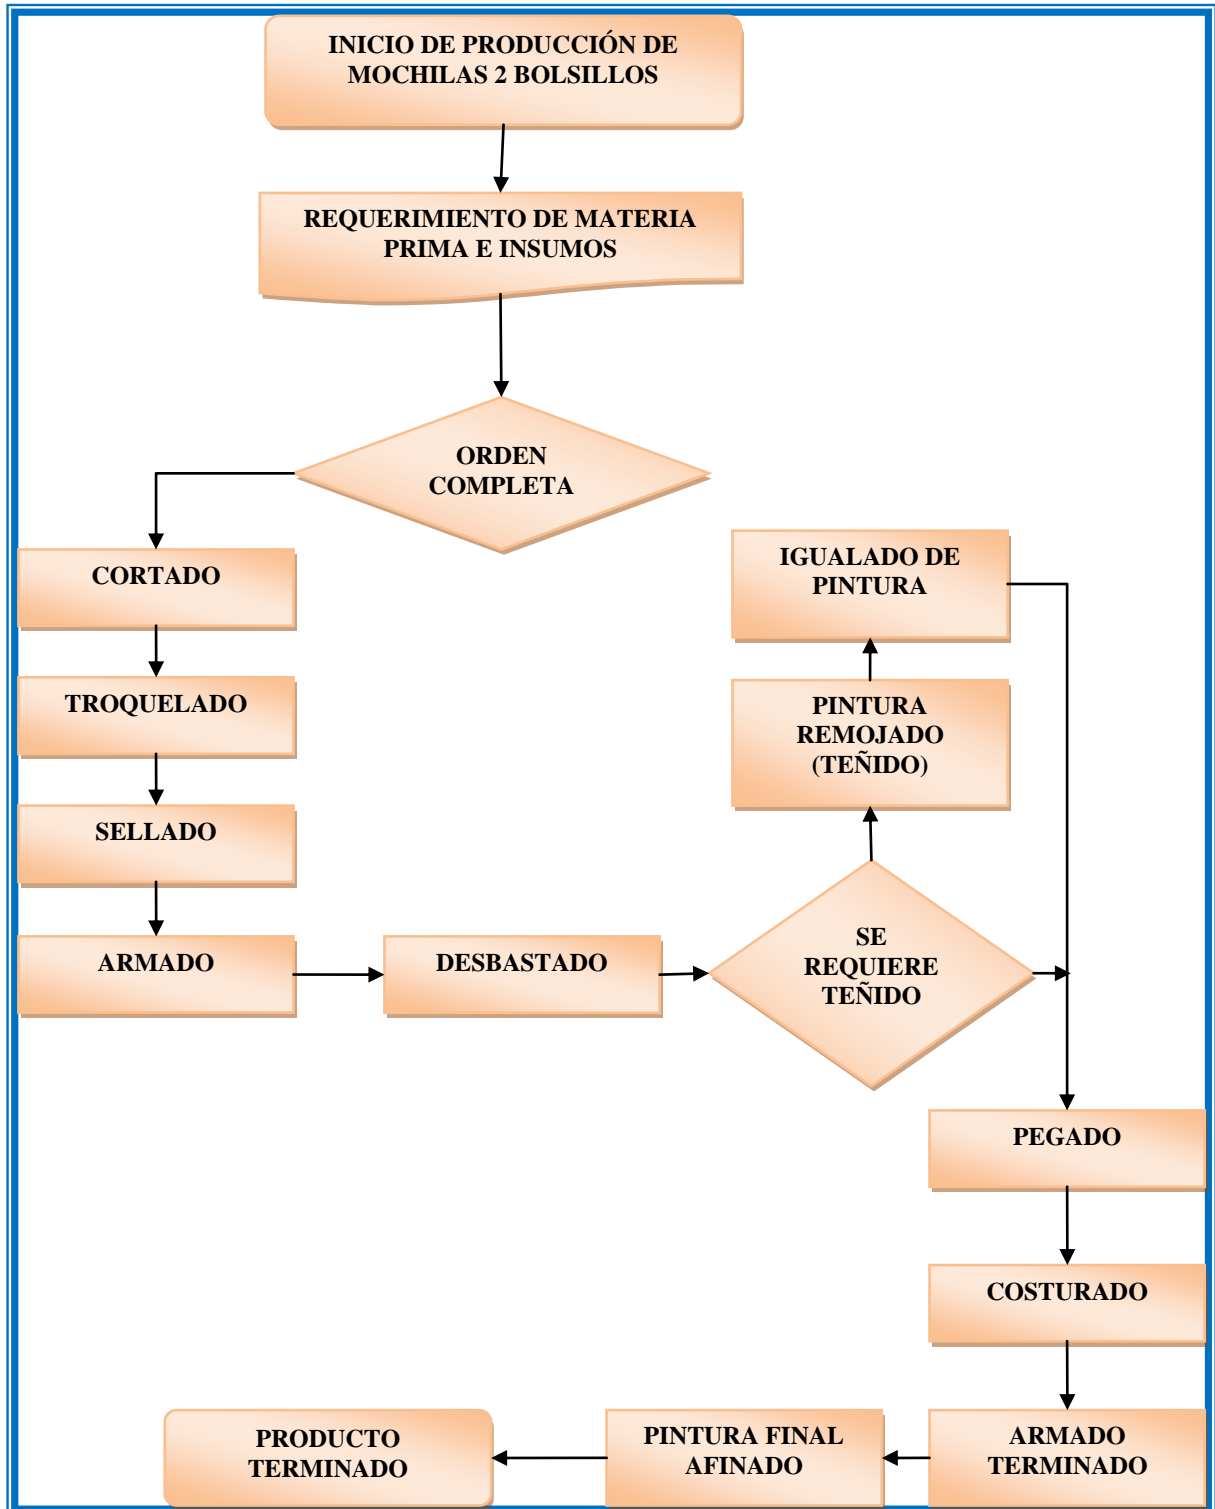 INICIO DE PRODUCCIÓN DE
MOCHILAS 2 BOLSILLOS
REQUERIMIENTO DE MATERIA
PRIMA E INSUMOS
ORDEN
COMPLETA
CORTADO
TROQUELADO
SELLADO
ARMADO
DESBASTADO
SE
REQUIERE
TEÑIDO
PINTURA
REMOJADO
(TEÑIDO)
IGUALADO DE
PINTURA
PEGADO
COSTURADO
ARMADO
TERMINADO
PINTURA FINAL
AFINADO
PRODUCTO
TERMINADO